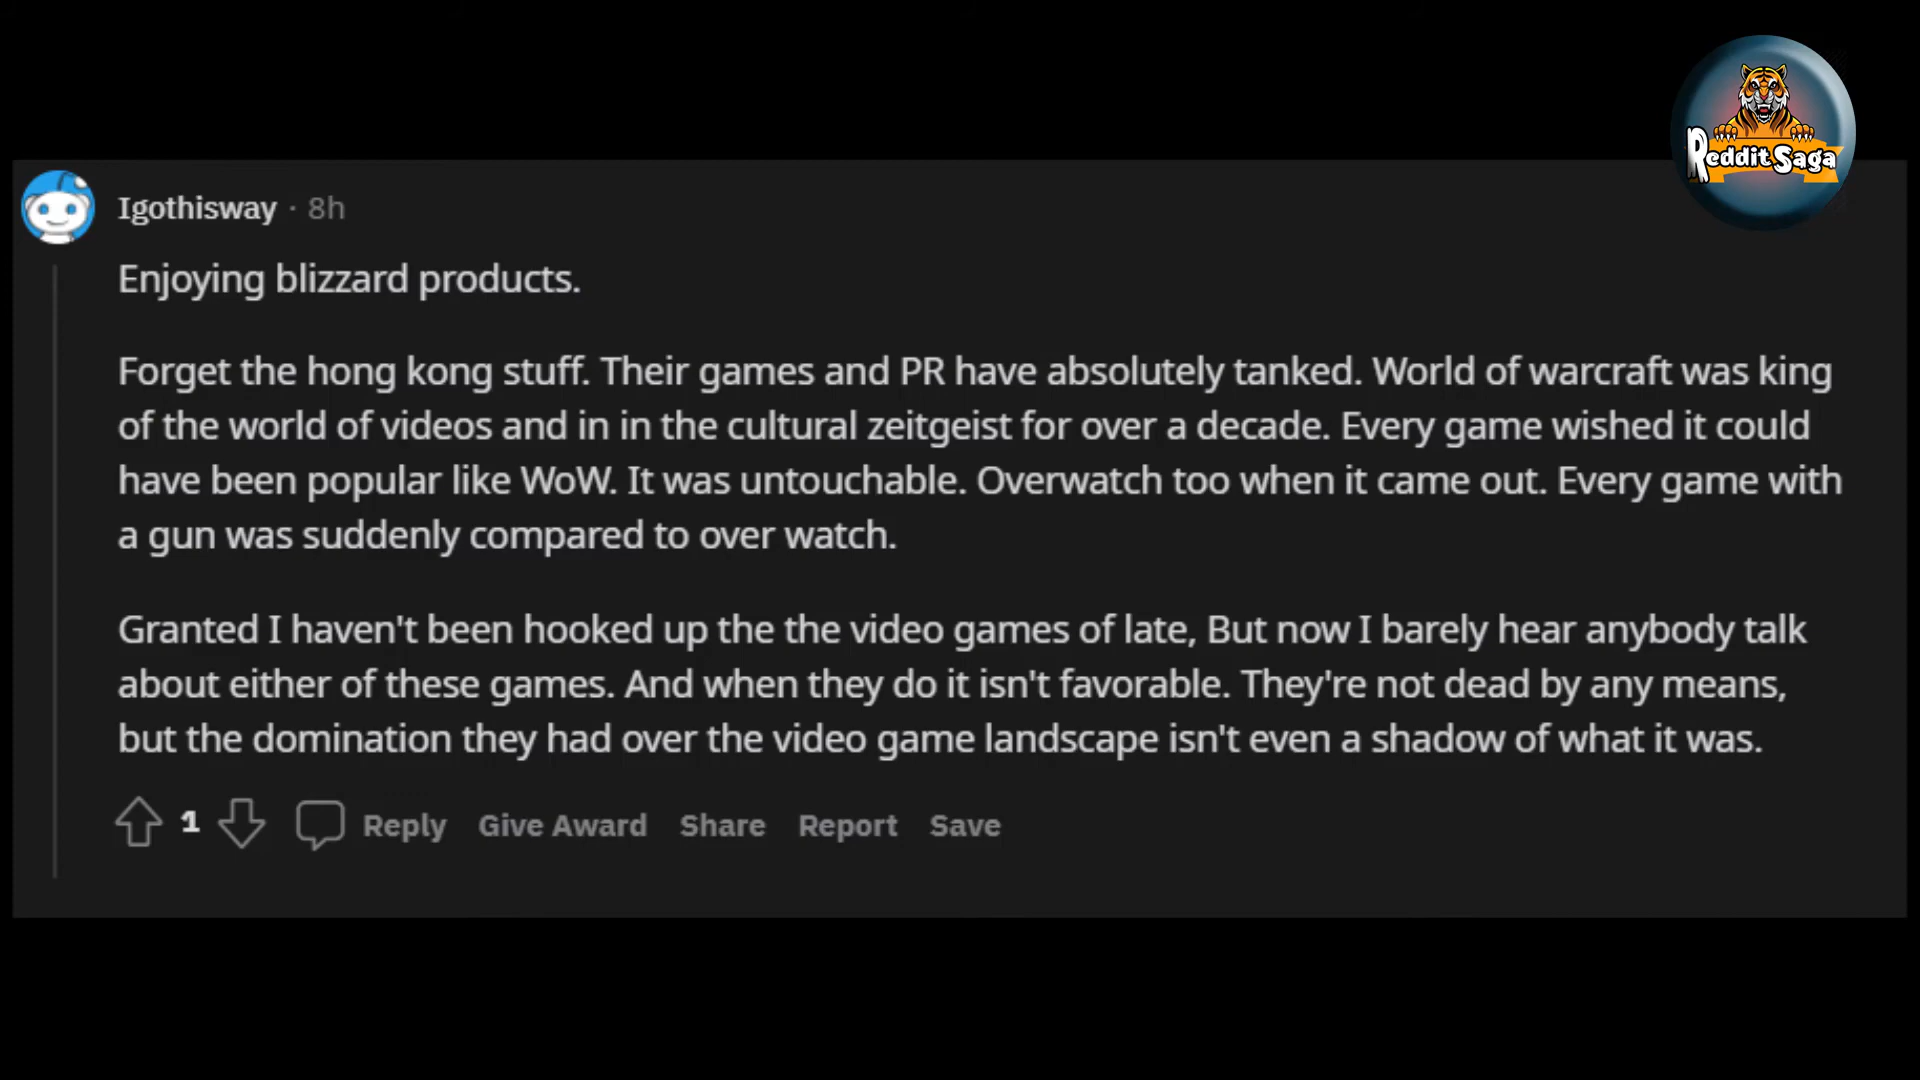 Reddit Saga
Igothisway · 8h
Enjoying blizzard products.
Forget the hong kong stuff. Their games and PR have absolutely tanked. World of warcraft was king
of the world of videos and in in the cultural zeitgeist for over a decade. Every game wished it could
have been popular like WoW. It was untouchable. Overwatch too when it came out. Every game with
a gun was suddenly compared to over watch.
Granted I haven't been hooked up the the video games of late, But now I barely hear anybody talk
about either of these games. And when they do it isn't favorable. They're not dead by any means,
but the domination they had over the video game landscape isn't even a shadow of what it was.
1 Reply Give Award Share Report Save